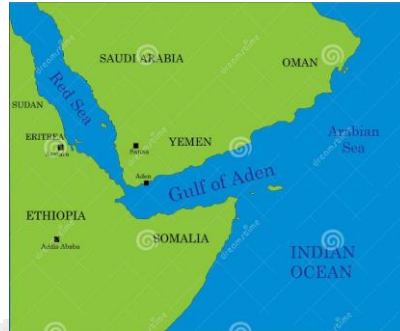 SAUDI ARABIA
OMAN
Red Sea
SUDAN
Arabian
Sea
ERITREA
YEMEN
Aden
Gulf of Aden
ETHIOPIA
SOMALIA
Addis Ababa
INDIAN
OCEAN
dreamstime